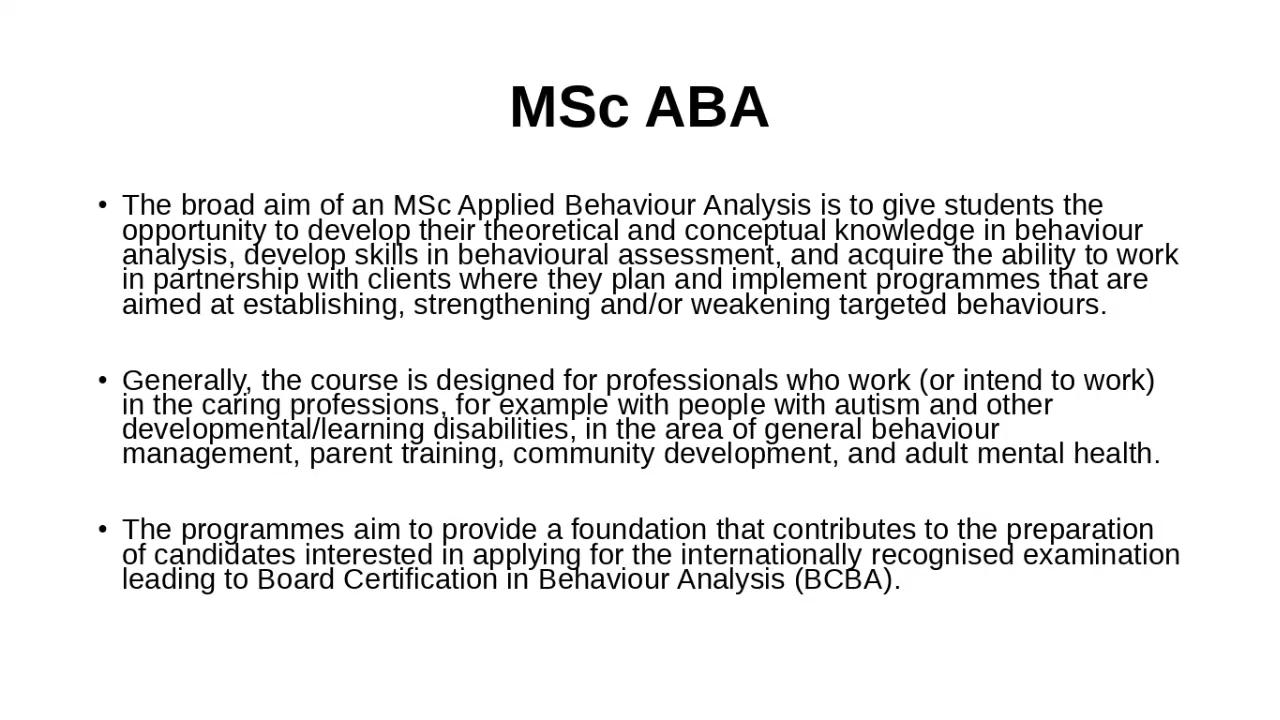 MSc ABA
• The broad aim of an MSc Applied Behaviour Analysis is to give students the
opportunity to develop their theoretical and conceptual knowledge in behaviour
analysis, develop skills in behavioural assessment, and acquire the ability to work
in partnership with clients where they plan and implement programmes that are
aimed at establishing, strengthening and/or weakening targeted behaviours.
• Generally, the course is designed for professionals who work (or intend to work)
in the caring professions, for example with people with autism and other
developmental/learning disabilities, in the area of general behaviour
management, parent training, community development, and adult mental health.
• The programmes aim to provide a foundation that contributes to the preparation
of candidates interested in applying for the internationally recognised examination
leading to Board Certification in Behaviour Analysis (BCBA).